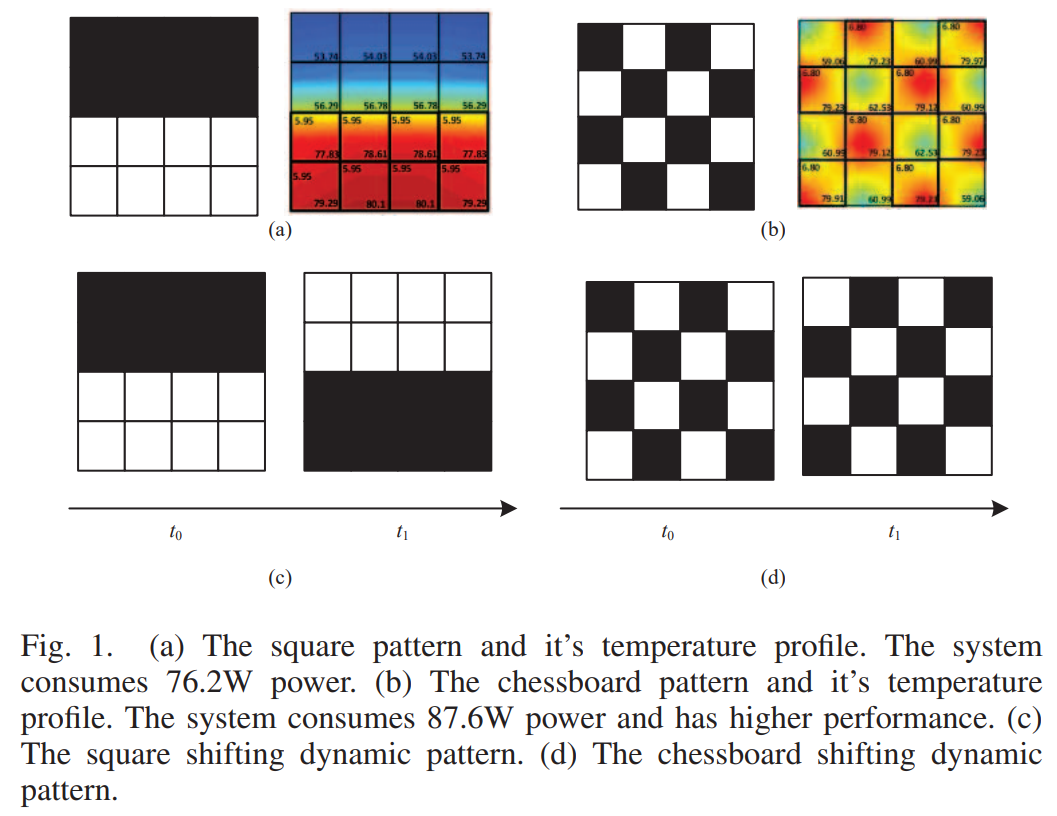 53.74 54.03 54.03 53.74
56.29 56.78 56.78 56.29
5.95 5.95 5.95 5.95
77.83 78.61 78.61 77.83
5.95 5.95 5.95 5.95
79.29 80.1 80.1 79.29
(a)
6.80 6.80
59.06 79.23 60.99 79.97
6.80 6.80
79.23 62.53 79.12 60.99
6.80 6.80
60.99 79.12 62.53 79.23
6.80 6.80
79.91 60.99 79.23 59.06
(b)
t0 t1
(c)
t0 t1
(d)
Fig. 1. (a) The square pattern and it's temperature profile. The system
consumes 76.2W power. (b) The chessboard pattern and it's temperature
profile. The system consumes 87.6W power and has higher performance. (c)
The square shifting dynamic pattern. (d) The chessboard shifting dynamic
pattern.